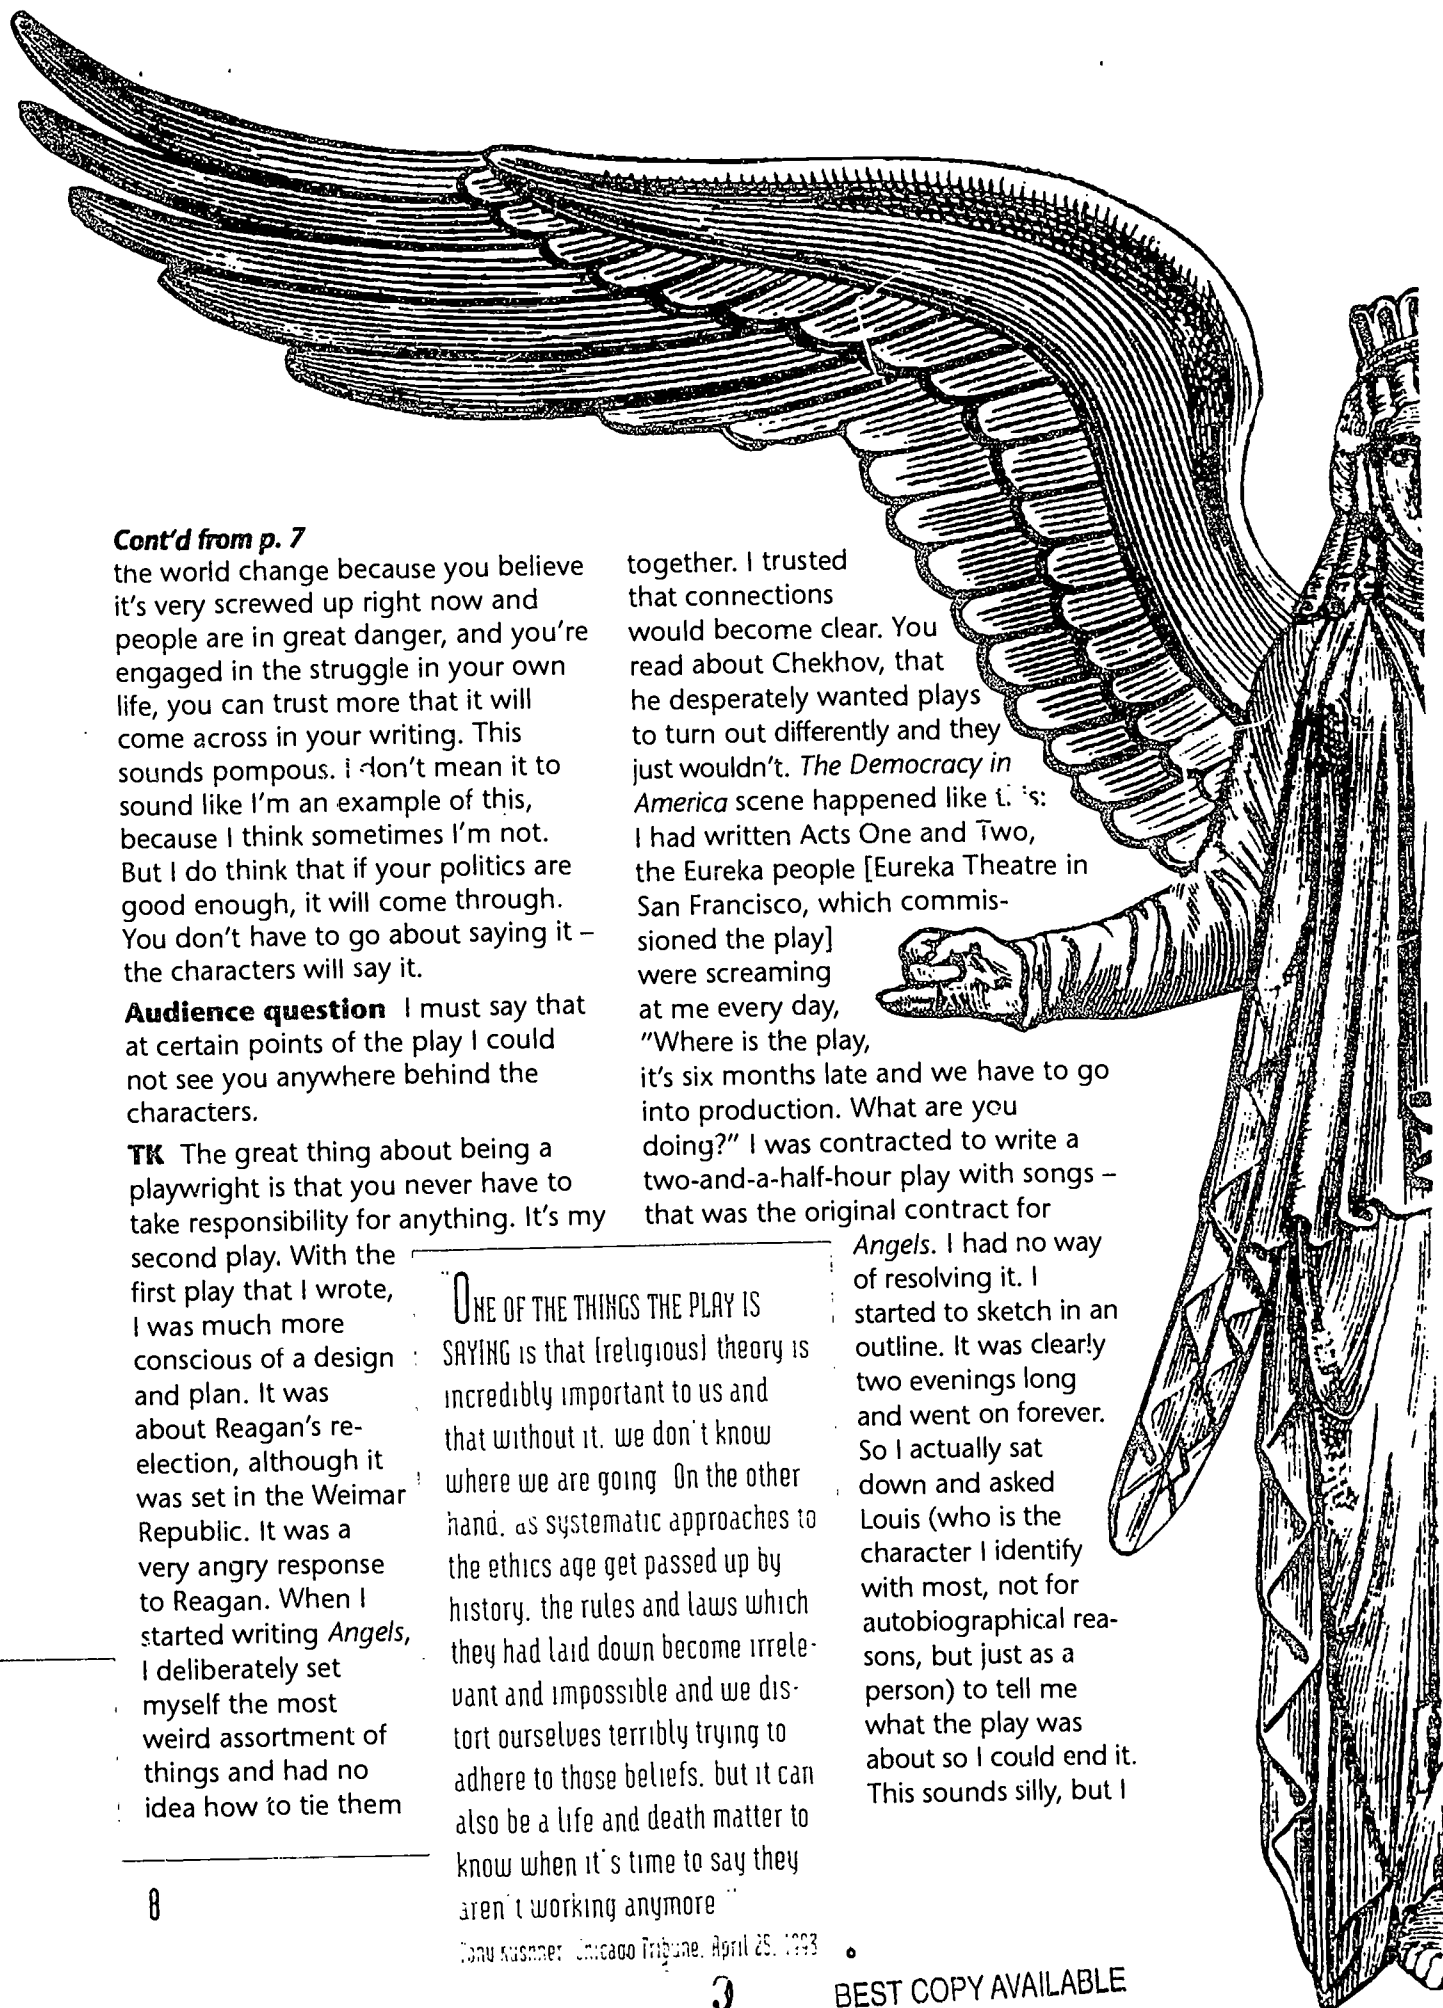 Cont'd from p. 7
the world change because you believe
it's very screwed up right now and
people are in great danger, and you're
engaged in the struggle in your own
life, you can trust more that it will
come across in your writing. This
sounds pompous. I don't mean it to
sound like I'm an example of this,
because I think sometimes I'm not.
But I do think that if your politics are
good enough, it will come through.
You don't have to go about saying it –
the characters will say it.
Audience question I must say that
at certain points of the play I could
not see you anywhere behind the
characters.
TK The great thing about being a
playwright is that you never have to
take responsibility for anything. It's my
second play. With the
first play that I wrote,
I was much more
conscious of a design
and plan. It was
about Reagan's re-
election, although it
was set in the Weimar
Republic. It was a
very angry response
to Reagan. When I
started writing Angels,
I deliberately set
myself the most
weird assortment of
things and had no
idea how to tie them
together. I trusted
that connections
would become clear. You
read about Chekhov, that
he desperately wanted plays
to turn out differently and they
just wouldn't. The Democracy in
America scene happened like
I had written Acts One and Two,
the Eureka people [Eureka Theatre in
San Francisco, which commis-
sioned the play]
were screaming
at me every day,
"Where is the play,
it's six months late and we have to go
into production. What are you
doing?" I was contracted to write a
two-and-a-half-hour play with songs –
that was the original contract for
Angels. I had no way
of resolving it. I
started to sketch in an
outline. It was clearly
two evenings long
and went on forever.
So I actually sat
down and asked
Louis (who is the
character I identify
with most, not for
autobiographical rea-
sons, but just as a
person) to tell me
what the play was
about so I could end it.
This sounds silly, but I
"ONE OF THE THINGS THE PLAY IS
SAYING is that [religious] theory is
incredibly important to us and
that without it, we don't know
where we are going On the other
hand, as systematic approaches to
the ethics age get passed up by
history, the rules and laws which
they had laid down become irrele-
vant and impossible and we dis-
tort ourselves terribly trying to
adhere to those beliefs, but it can
also be a life and death matter to
know when it's time to say they
aren't working anymore "
Chicago Tribune, April 25, 1993
8
BEST COPY AVAILABLE